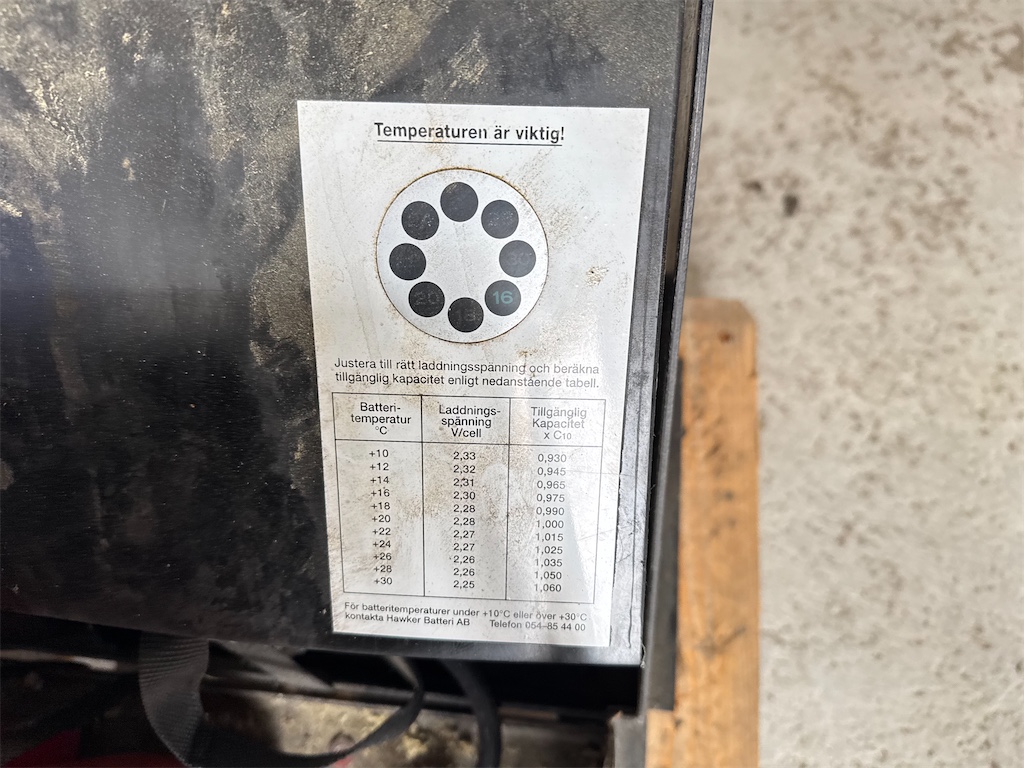 Temperaturen är viktig!
20
18
16
Justera till rätt laddningsspänning och beräkna
tillgänglig kapacitet enligt nedanstående tabell.
Batteri-temperatur °C Laddnings-spänning V/cell Tillgänglig Kapacitet x C10
+10 2,33 0,930
+12 2,32 0,945
+14 2,31 0,965
+16 2,30 0,975
+18 2,28 0,990
+20 2,28 1,000
+22 2,27 1,015
+24 2,27 1,025
+26 2,26 1,035
+28 2,26 1,050
+30 2,25 1,060
För batteritemperaturer under +10°C eller över +30°C
kontakta Hawker Batteri AB Telefon 054-85 44 00